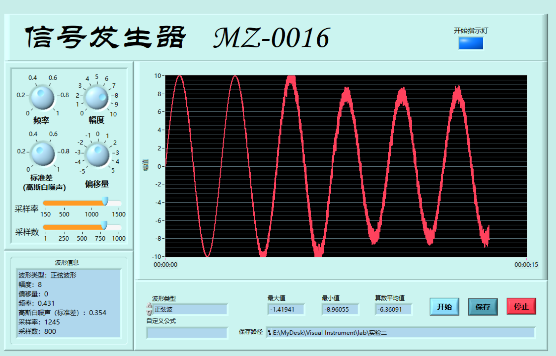 信号发生器 MZ-0016
开始指示灯
0.4 0.6
0.2 0.8
0 1
频率
4 5 6
3 7
2 8
1 9
0 10
幅度
0.4 0.6
0.2 0.8
0 1
标准差
(高斯白噪声)
-1 0 1
-2 2
-3 3
-4 4
-5 5
偏移量
采样率
150 500 1000 1500
采样数
1 250 500 750 1000
10
8
6
4
2
0
-2
-4
-6
-8
-10
幅值
00:00:00 00:00:15
波形信息
波形类型：正弦波形
幅度：8
偏移量：0
频率：0.431
高斯白噪声（标准差）：0.354
采样率：1245
采样数：800
波形类型
正弦波
自定义公式
最大值
-1.41941
最小值
-8.96055
算数平均值
-6.36091
开始
保存
停止
保存路径
E:\MyDesk\Visual Instrument\lab\实验二